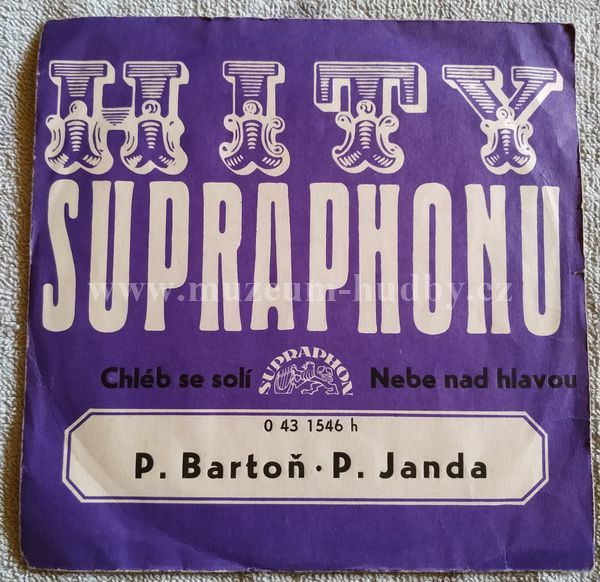 HITY
SUPRAPHONU
www.muzeum-hudby.cz
Chléb se solí SUPRAPHON Nebe nad hlavou
0 43 1546 h
P. Bartoň · P. Janda